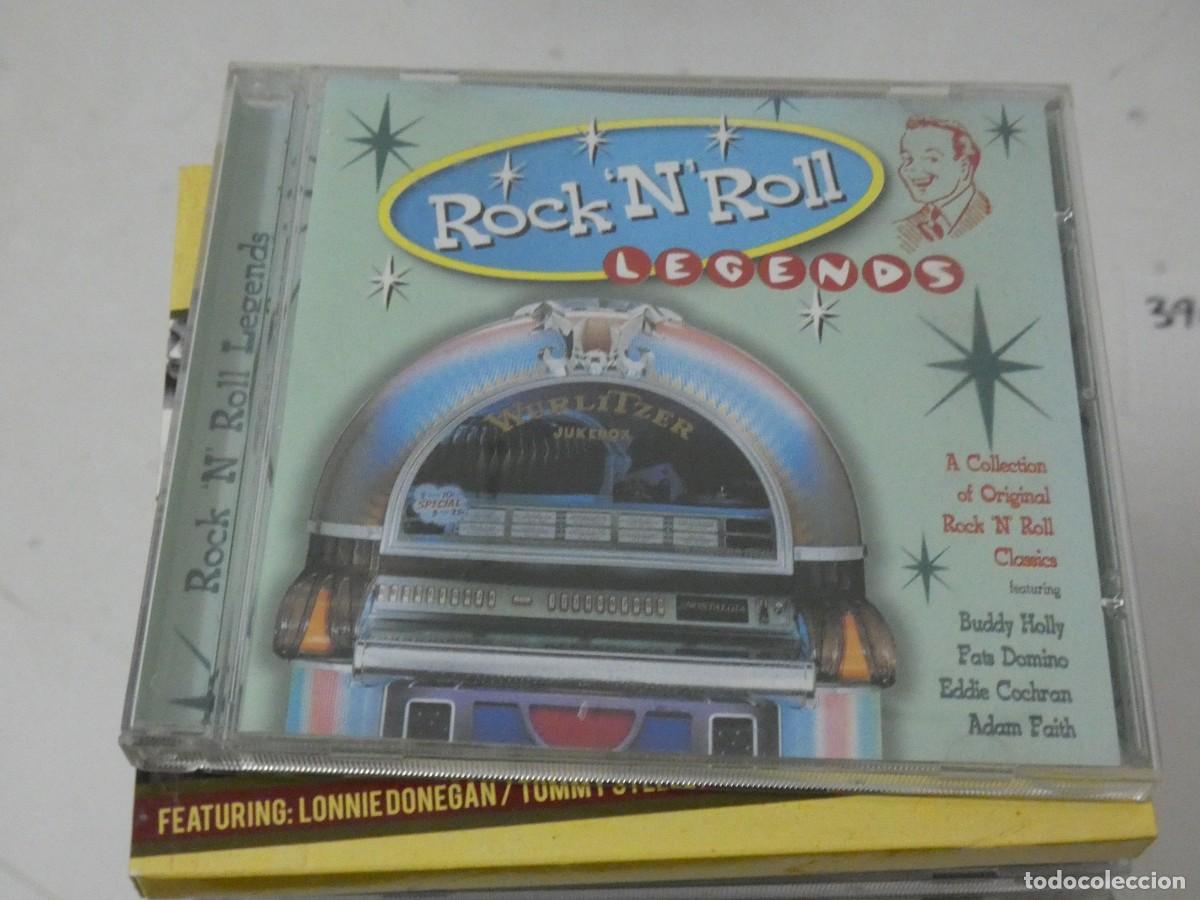 Rock 'N' Roll Legends
Rock 'N' Roll
LEGENDS
WURLITZER
JUKEBOX
SPECIAL
NOSTALGIA
A Collection
of Original
Rock 'N' Roll
Classics
featuring
Buddy Holly
Fats Domino
Eddie Cochran
Adam Faith
39
FEATURING: LONNIE DONEGAN / TOMMY
todocoleccion